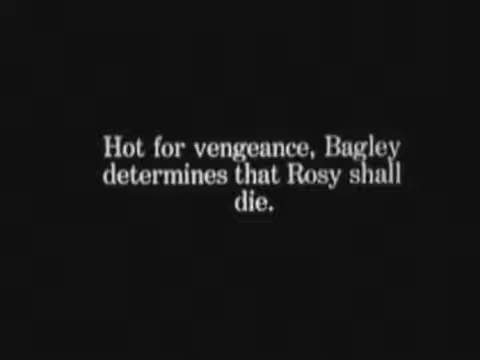 Hot for vengeance, Bagley
determines that Rosy shall
die.